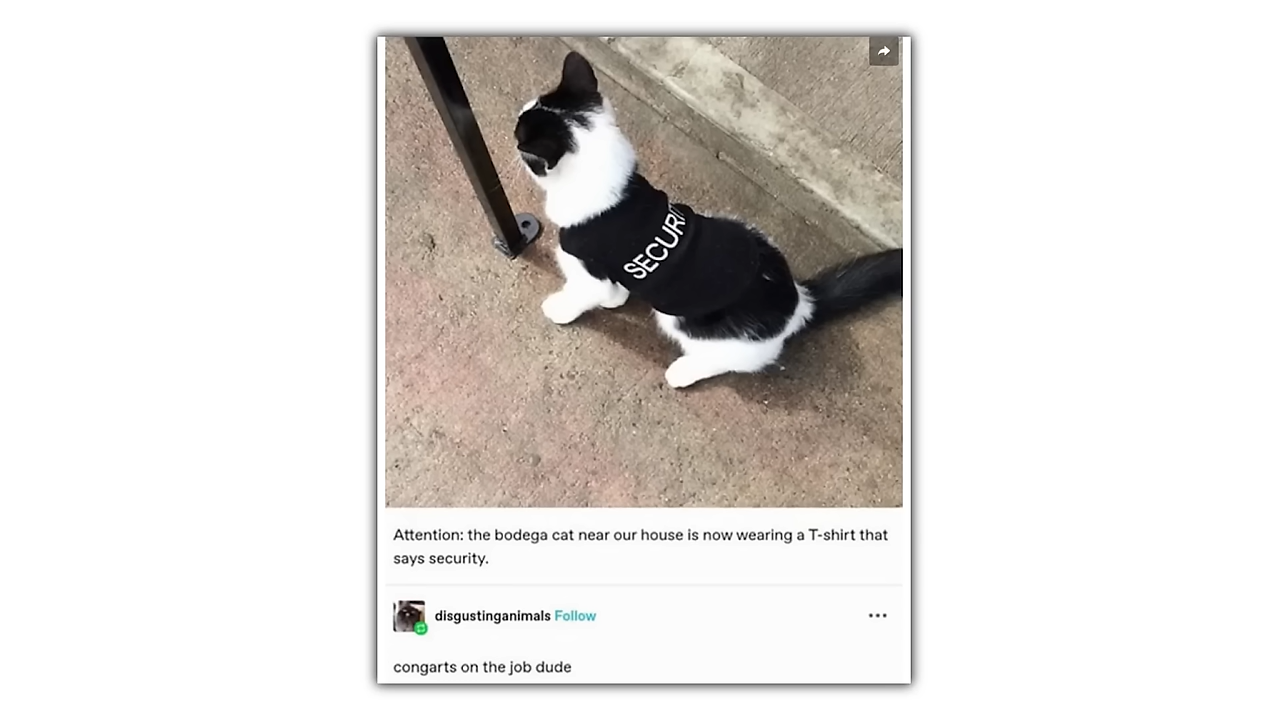 SECURIT
Attention: the bodega cat near our house is now wearing a T-shirt that
says security.
disgustinganimals Follow
congarts on the job dude